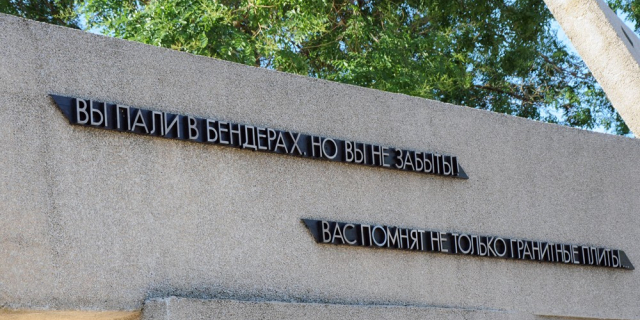 ВЫ ПАЛИ В БЕНДЕРАХ, НО ВЫ НЕ ЗАБЫТЫ!
ВАС ПОМНЯТ НЕ ТОЛЬКО ГРАНИТНЫЕ ПЛИТЫ.